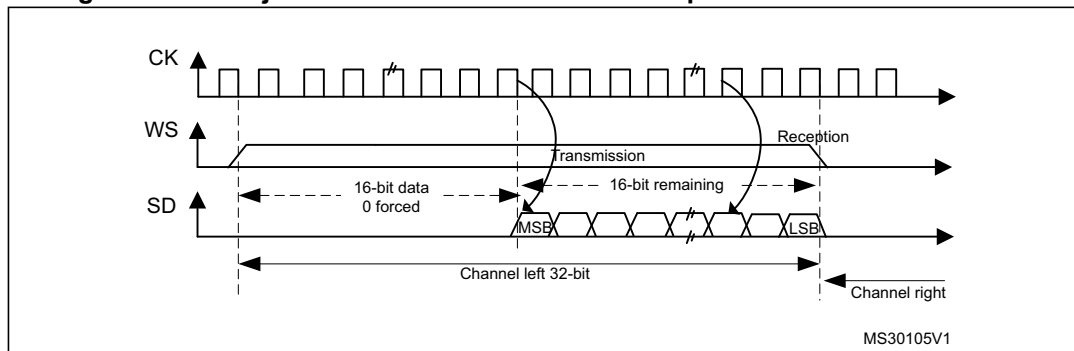 CK
WS
Reception
Transmission
16-bit data
0 forced
16-bit remaining
SD
MSB
LSB
Channel left 32-bit
Channel right
MS30105V1